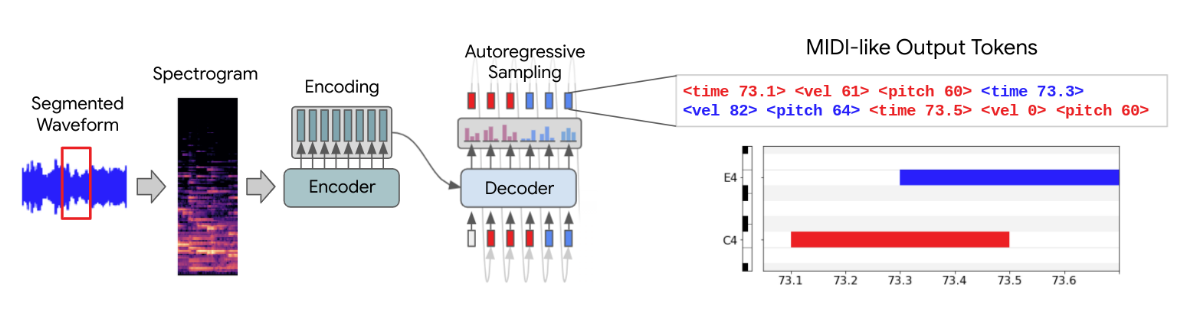 Segmented
Waveform
Spectrogram
Encoding
Encoder
Autoregressive
Sampling
Decoder
MIDI-like Output Tokens
<time 73.1> <vel 61> <pitch 60> <time 73.3>
<vel 82> <pitch 64> <time 73.5> <vel 0> <pitch 60>
E4
C4
73.1 73.2 73.3 73.4 73.5 73.6